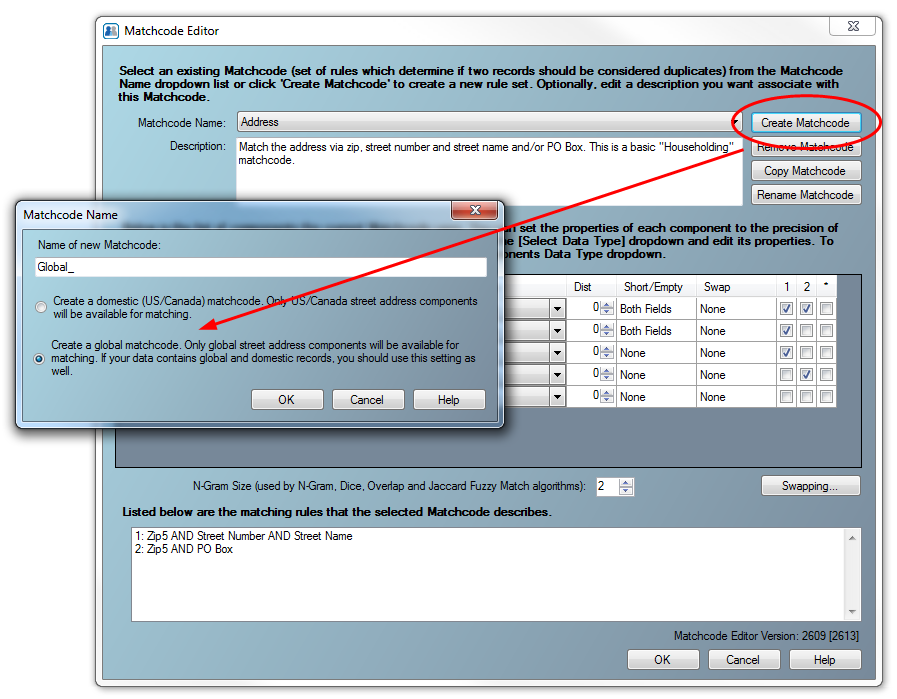 Matchcode Editor
Select an existing Matchcode (set of rules which determine if two records should be considered duplicates) from the Matchcode
Name dropdown list or click 'Create Matchcode' to create a new rule set. Optionally, edit a description you want associate with
this Matchcode.
Matchcode Name: Address Create Matchcode
Description: Match the address via zip, street number and street name and/or PO Box. This is a basic "Householding"
matchcode.
Remove Matchcode
Copy Matchcode
Rename Matchcode
Matchcode Name
Name of new Matchcode:
Global_
Create a domestic (US/Canada) matchcode. Only US/Canada street address components
will be available for matching.
Create a global matchcode. Only global street address components will be available for
matching. If your data contains global and domestic records, you should use this setting as
well.
OK Cancel Help
set the properties of each component to the precision of
[Select Data Type] dropdown and edit its properties. To
Data Type dropdown.
Dist Short/Empty Swap 1 2 *
0 Both Fields None
0 Both Fields None
0 None None
0 None None
0 None None
N-Gram Size (used by N-Gram, Dice, Overlap and Jaccard Fuzzy Match algorithms): 2 Swapping...
Listed below are the matching rules that the selected Matchcode describes.
1: Zip5 AND Street Number AND Street Name
2: Zip5 AND PO Box
Matchcode Editor Version: 2609 [2613]
OK Cancel Help